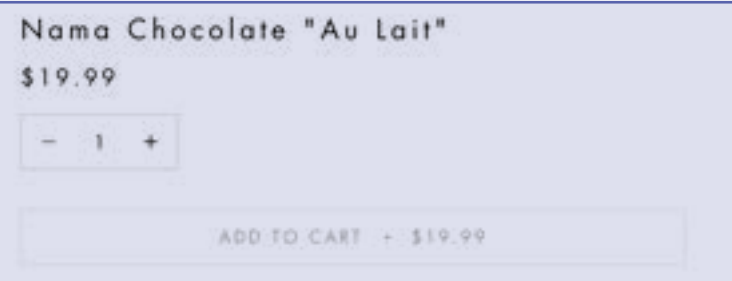 Nama Chocolate "Au Lait"
$19.99
− 1 +
ADD TO CART + $19.99